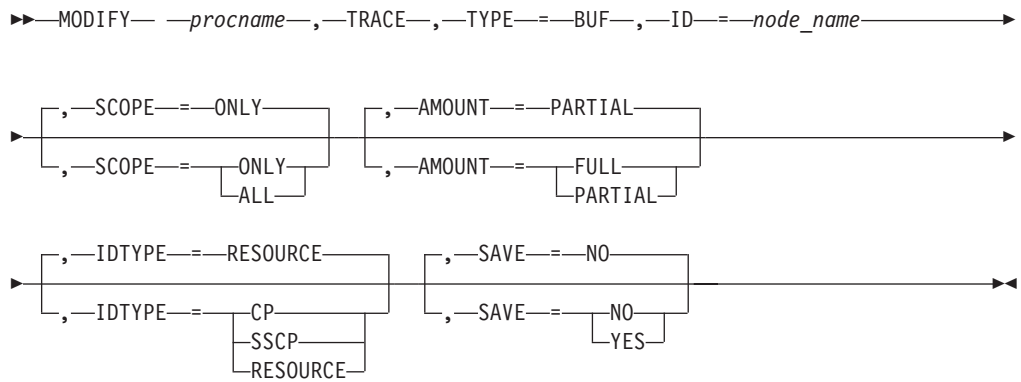 MODIFY procname , TRACE , TYPE = BUF , ID = node_name
, SCOPE = ONLY , AMOUNT = PARTIAL
, SCOPE = ONLY , AMOUNT = FULL
ALL PARTIAL
, IDTYPE = RESOURCE , SAVE = NO
, IDTYPE = CP , SAVE = NO
SSCP YES
RESOURCE